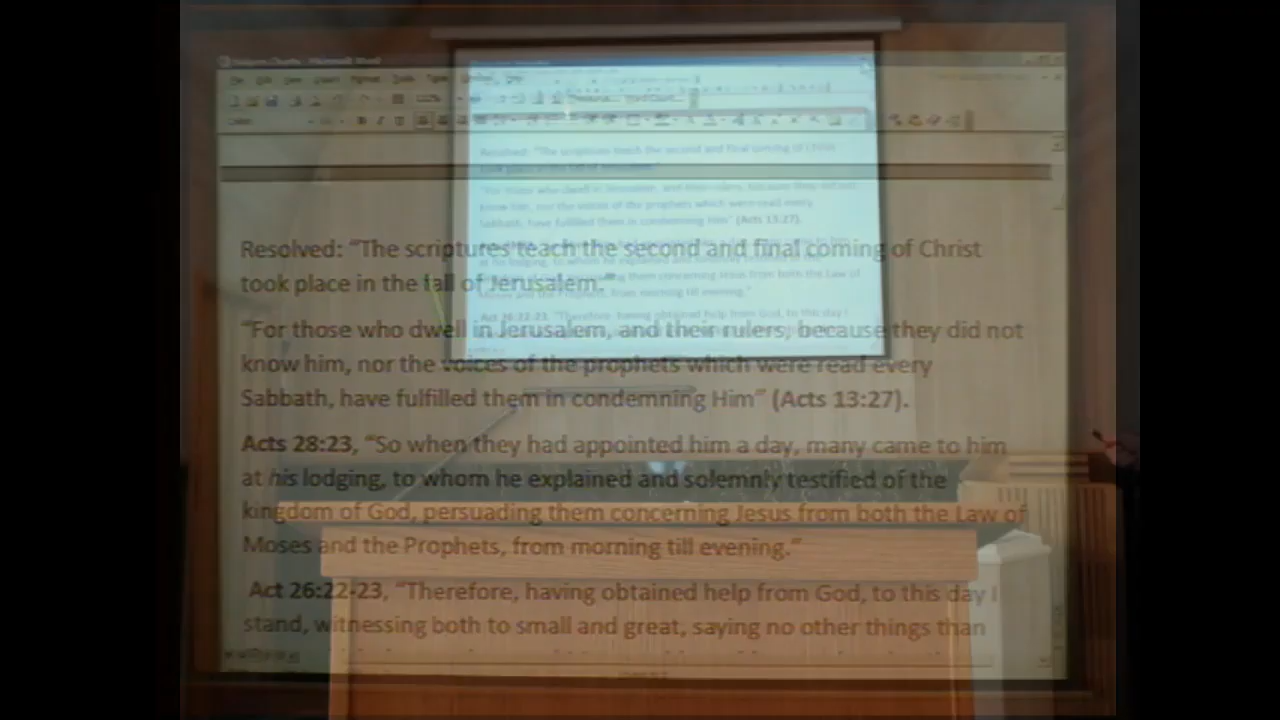 Resolved: “The scriptures teach the second and final coming of Christ
took place in the fall of Jerusalem.”
“For those who dwell in Jerusalem, and their rulers, because they did not
know him, nor the voices of the prophets which were read every
Sabbath, have fulfilled them in condemning Him” (Acts 13:27).
Acts 28:23, “So when they had appointed him a day, many came to him
at his lodging, to whom he explained and solemnly testified of the
kingdom of God, persuading them concerning Jesus from both the Law of
Moses and the Prophets, from morning till evening.”
Act 26:22-23, “Therefore, having obtained help from God, to this day I
stand, witnessing both to small and great, saying no other things than